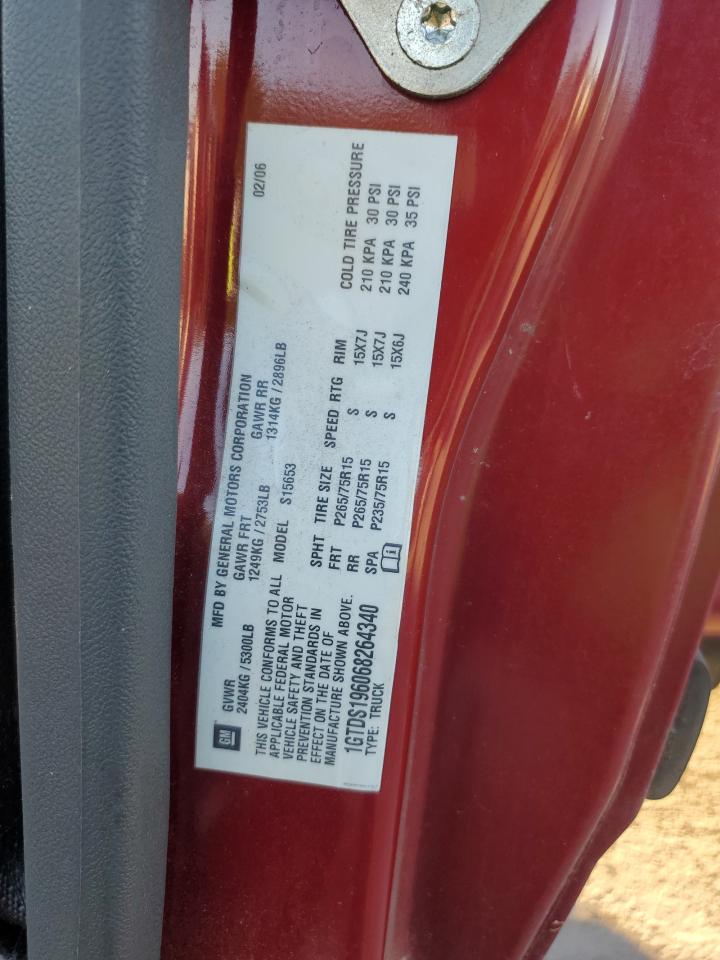 MFD BY GENERAL MOTORS CORPORATION
02/06
GM
GVWR
GAWR FRT
GAWR RR
2404KG/5300LB
1249KG/2753LB
1314KG/2896LB
THIS VEHICLE CONFORMS TO ALL
APPLICABLE FEDERAL MOTOR
VEHICLE SAFETY AND THEFT
PREVENTION STANDARDS IN
EFFECT ON THE DATE OF
MANUFACTURE SHOWN ABOVE.
1GTDS196068264340
TYPE: TRUCK
MODEL S15653
SPHT TIRE SIZE SPEED RTG RIM COLD TIRE PRESSURE
FRT P265/75R15 S 15X7J 210 KPA 30 PSI
RR P265/75R15 S 15X7J 210 KPA 30 PSI
SPA P235/75R15 S 15X6J 240 KPA 35 PSI